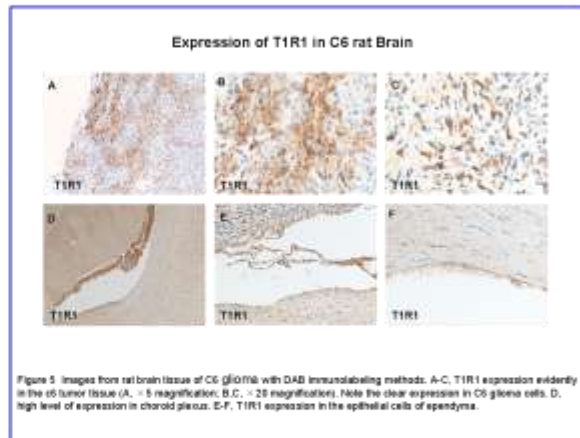 Expression of T1R1 in C6 rat Brain
A
B
C
T1R1
T1R1
T1R1
D
E
F
T1R1
T1R1
T1R1
Figure 5 Images from rat brain tissue of C6 glioma with DAB immunolabeling methods. A-C, T1R1 expression evidently
in the c6 tumor tissue (A, × 5 magnification; B,C, × 20 magnification). Note the clear expression in C6 glioma cells. D,
high level of expression in choroid plexus. E-F, T1R1 expression in the epithelial cells of ependyma.